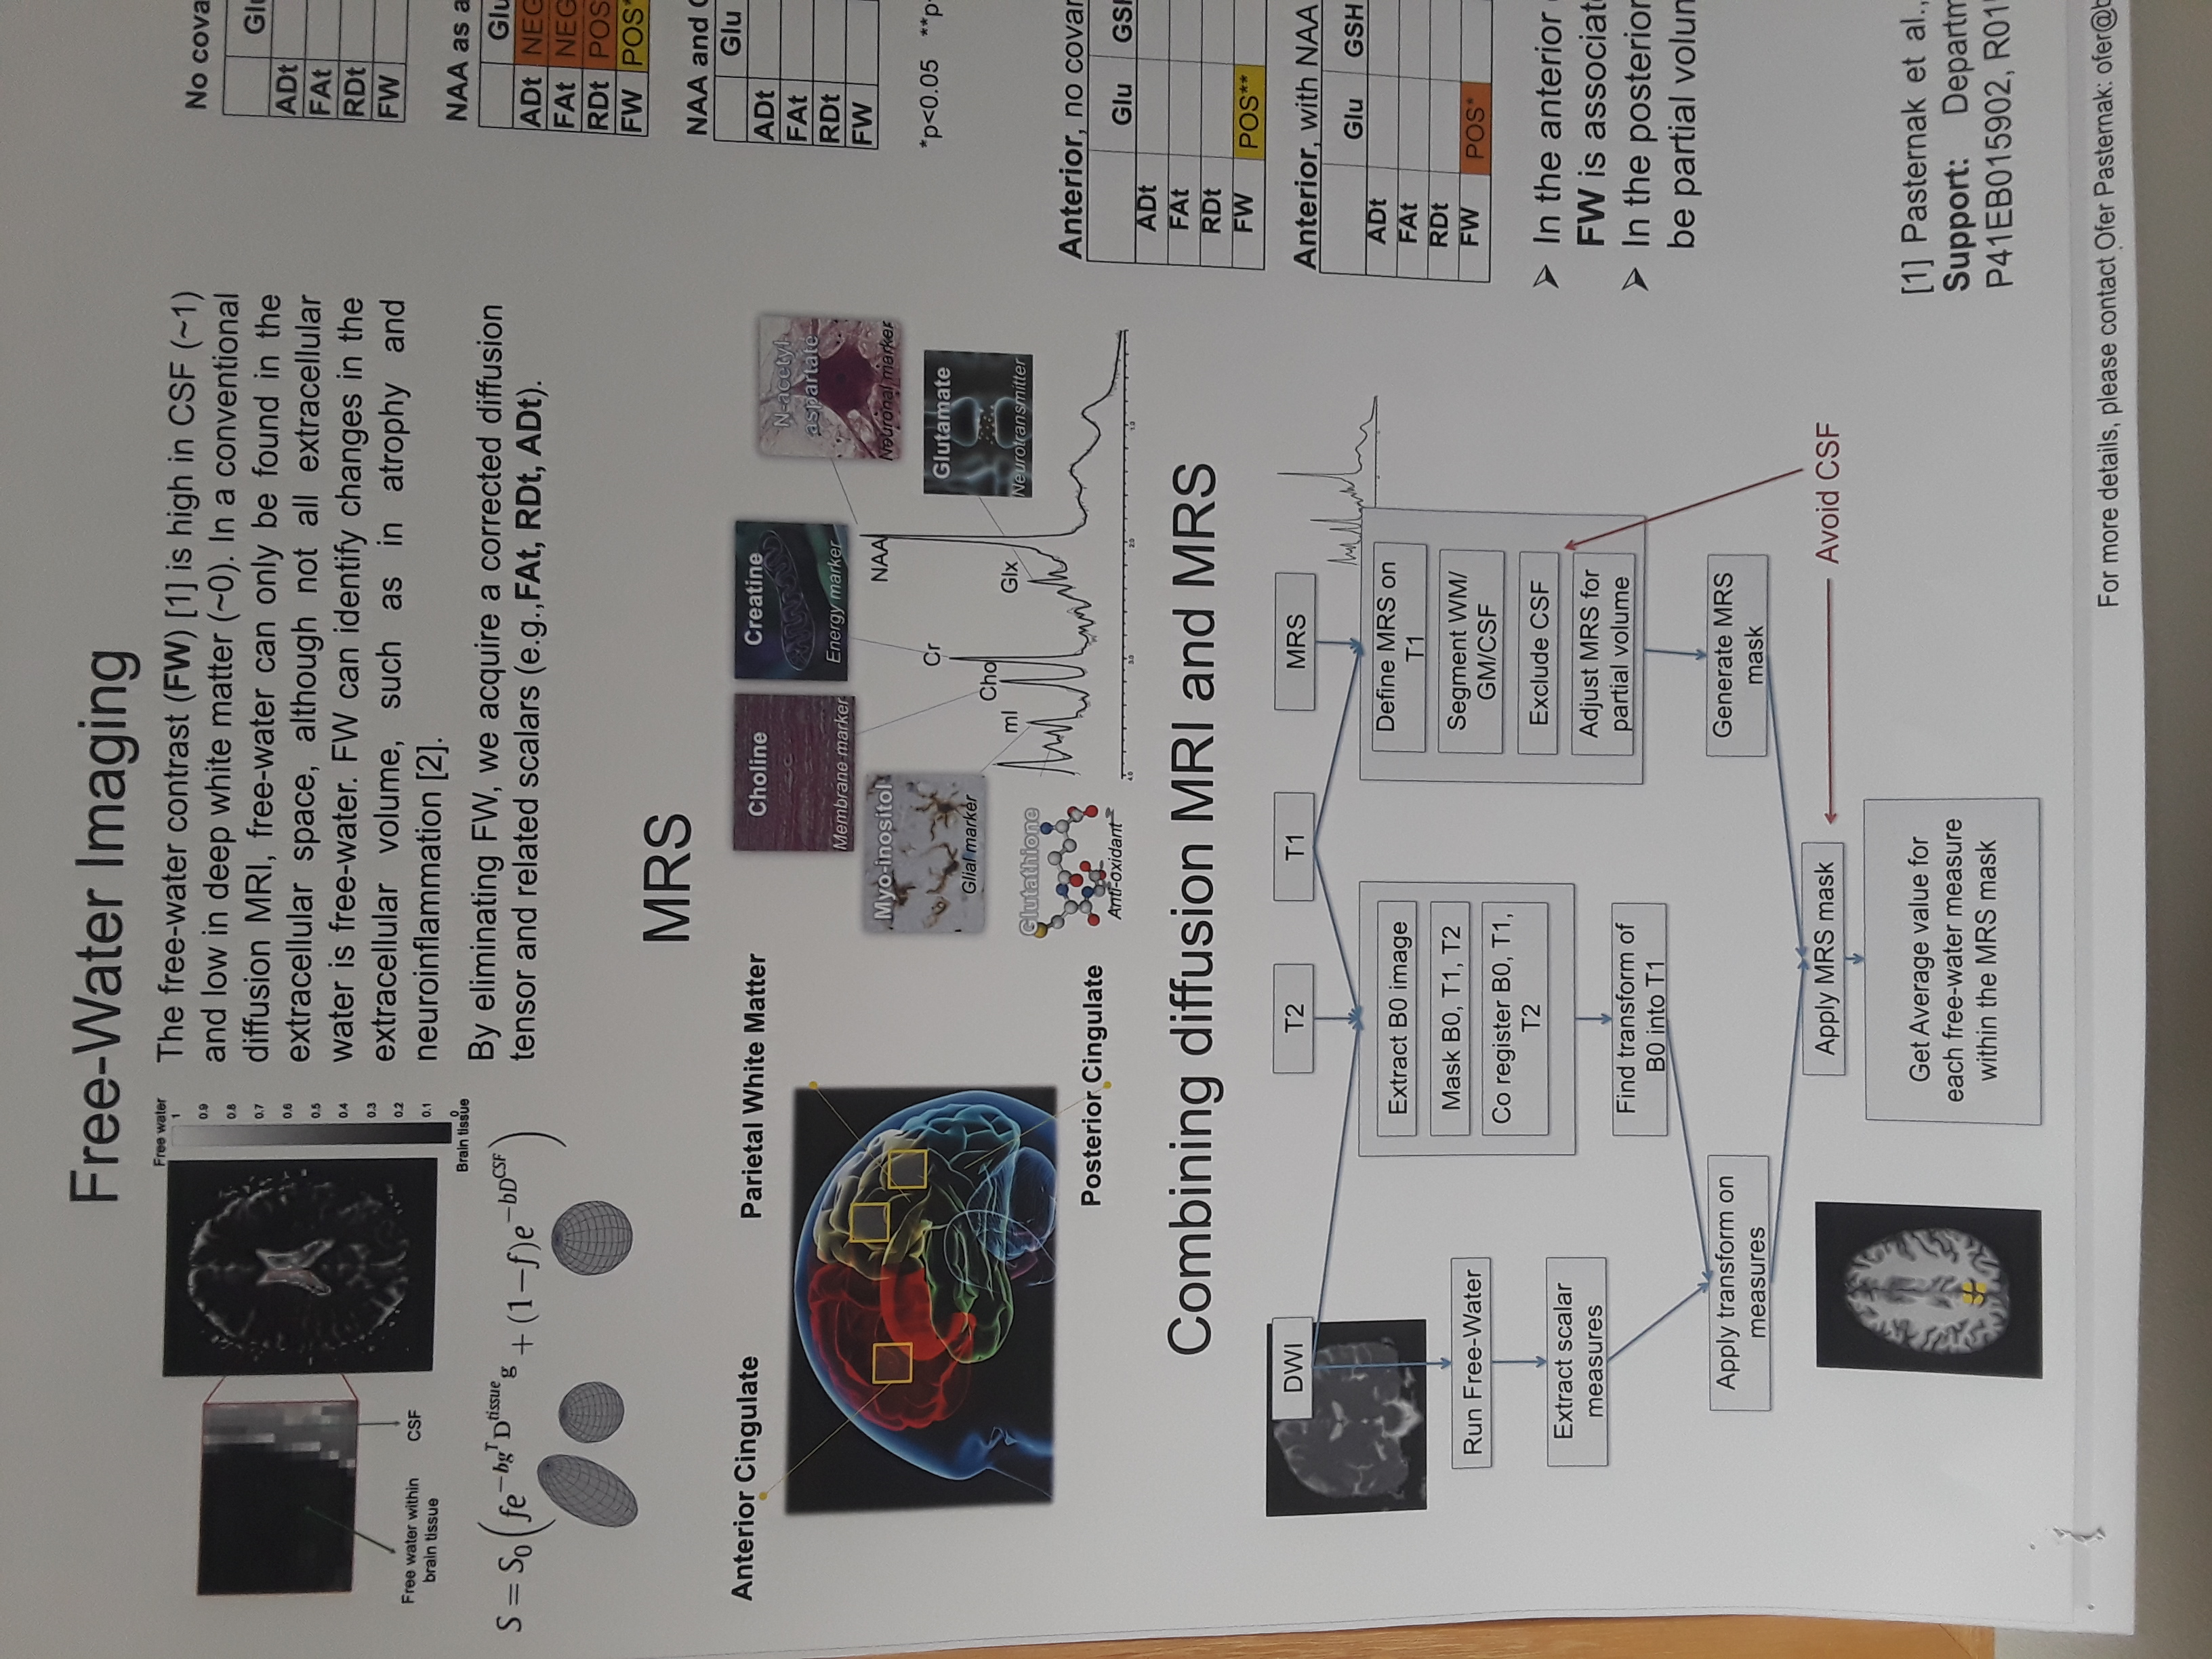 Free-Water Imaging
Free water
1
0.9
0.8
0.7
0.6
0.5
0.4
0.3
0.2
0.1
0
Brain tissue
Free water within
brain tissue
CSF
The free-water contrast (FW) [1] is high in CSF (~1)
and low in deep white matter (~0). In a conventional
diffusion MRI, free-water can only be found in the
extracellular space, although not all extracellular
water is free-water. FW can identify changes in the
extracellular volume, such as in atrophy and
neuroinflammation [2].
By eliminating FW, we acquire a corrected diffusion
tensor and related scalars (e.g.,FAt, RDt, ADt).
S = S₀(fe^{-bg^T D^{tissue} g} + (1−f)e^{-bD^{CSF}})
MRS
Anterior Cingulate
Parietal White Matter
Posterior Cingulate
Choline
Membrane marker
Creatine
Energy marker
N-acetyl-
aspartate
Neuronal marker
Myo-inositol
Glial marker
Glutamate
Neurotransmitter
Glutathione
Anti-oxidant
NAA
Cr
Cho
mI
Glx
4.0
3.0
2.0
1.0
Combining diffusion MRI and MRS
DWI
T2
T1
MRS
Extract B0 image
Mask B0, T1, T2
Co register B0, T1,
T2
Define MRS on
T1
Segment WM/
GM/CSF
Exclude CSF
Adjust MRS for
partial volume
Run Free-Water
Extract scalar
measures
Find transform of
B0 into T1
Apply transform on
measures
Generate MRS
mask
Apply MRS mask
Avoid CSF
Get Average value for
each free-water measure
within the MRS mask
No cova
Glu
ADt
FAt
RDt
FW
NAA as a
Glu
ADt NEG
FAt NEG
RDt POS
FW POS*
NAA and
Glu
ADt
FAt
RDt
FW
*p<0.05 **p
Anterior, no covar
Glu GSH
ADt
FAt
RDt
FW POS**
Anterior, with NAA
Glu GSH
ADt
FAt
RDt
FW POS*
➤ In the anterior
FW is associat
➤ In the posterior
be partial volum
[1] Pasternak et al.,
Support: Departm
P41EB015902, R01
For more details, please contact Ofer Pasternak: ofer@b